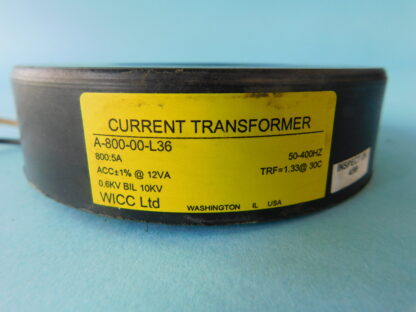 CURRENT TRANSFORMER
A-800-00-L36
800:5A 50-400HZ
ACC±1% @ 12VA TRF=1.33@ 30C
0.6KV BIL 10KV
WICC Ltd WASHINGTON IL USA